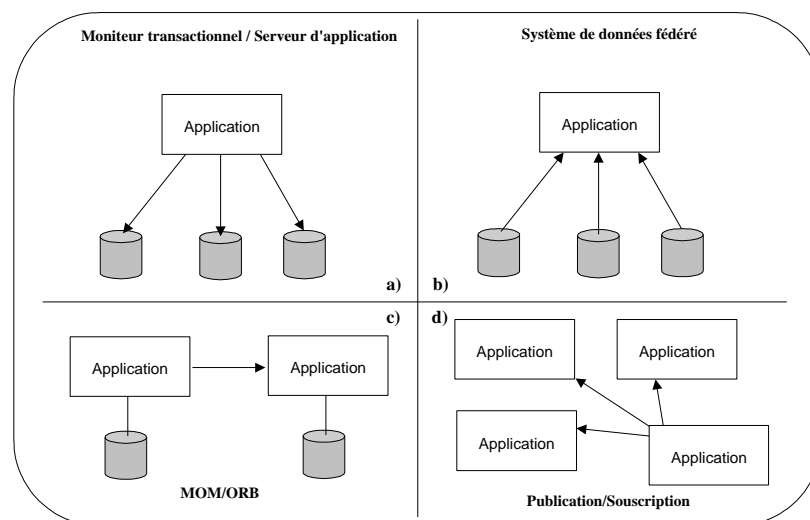 Moniteur transactionnel / Serveur d'application
Système de données fédéré
Application
Application
a)
b)
c)
d)
Application
Application
Application
Application
Application
Application
MOM/ORB
Publication/Souscription